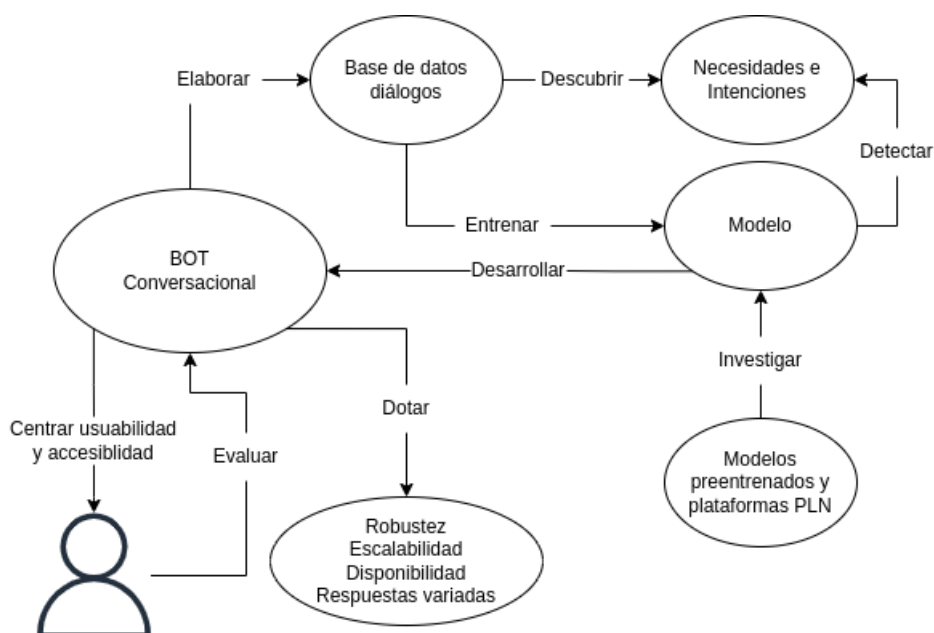 Elaborar
Base de datos
diálogos
Descubrir
Necesidades e
Intenciones
Detectar
Entrenar
Modelo
BOT
Conversacional
Desarrollar
Investigar
Dotar
Centrar usuabilidad
y accesiblidad
Evaluar
Modelos
preentrenados y
plataformas PLN
Robustez
Escalabilidad
Disponibilidad
Respuestas variadas